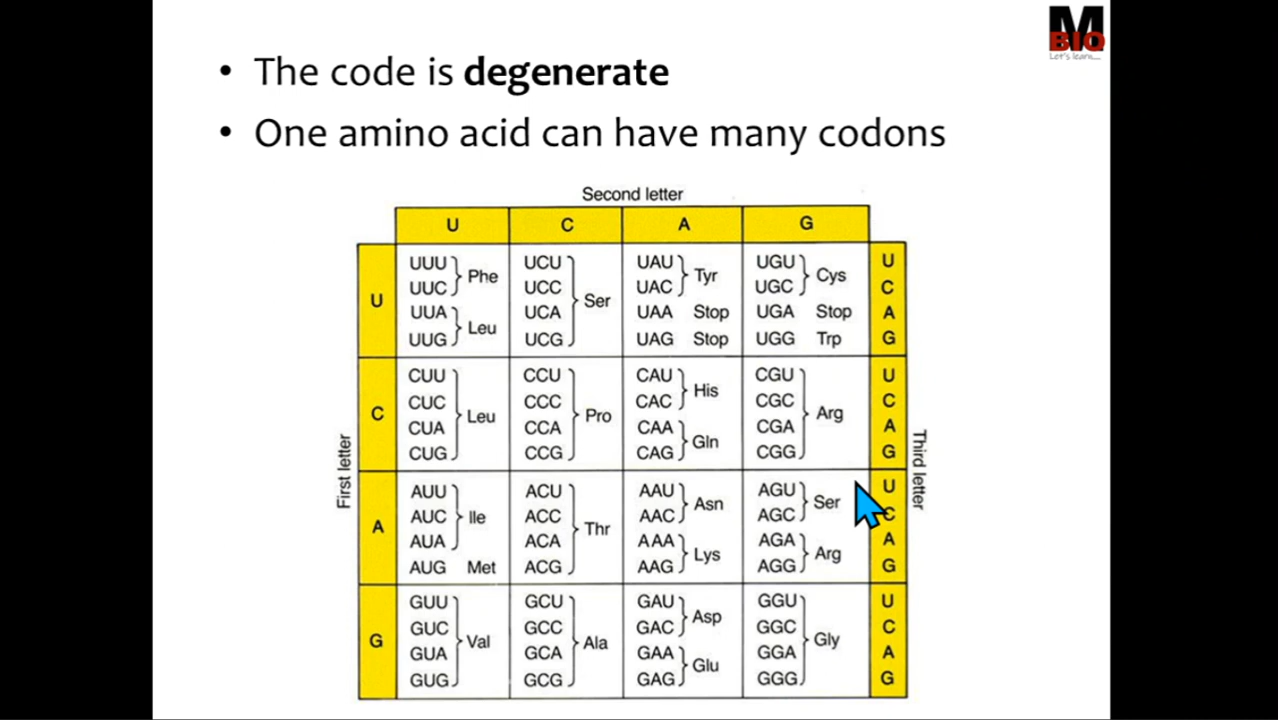 M
BIQ
Let's learn...
• The code is degenerate
• One amino acid can have many codons
Second letter
U C A G
First letter
Third letter
U
UUU UCU UAU UGU U
UUC Phe UCC UAC Tyr UGC Cys C
UUA UCA Ser UAA Stop UGA Stop A
UUG Leu UCG UAG Stop UGG Trp G
C
CUU CCU CAU CGU U
CUC CCC CAC His CGC C
CUA Leu CCA Pro CAA CGA Arg A
CUG CCG CAG Gln CGG G
A
AUU ACU AAU AGU U
AUC Ile ACC AAC Asn AGC Ser C
AUA ACA Thr AAA AGA A
AUG Met ACG AAG Lys AGG Arg G
G
GUU GCU GAU GGU U
GUC GCC GAC Asp GGC C
GUA Val GCA Ala GAA GGA Gly A
GUG GCG GAG Glu GGG G